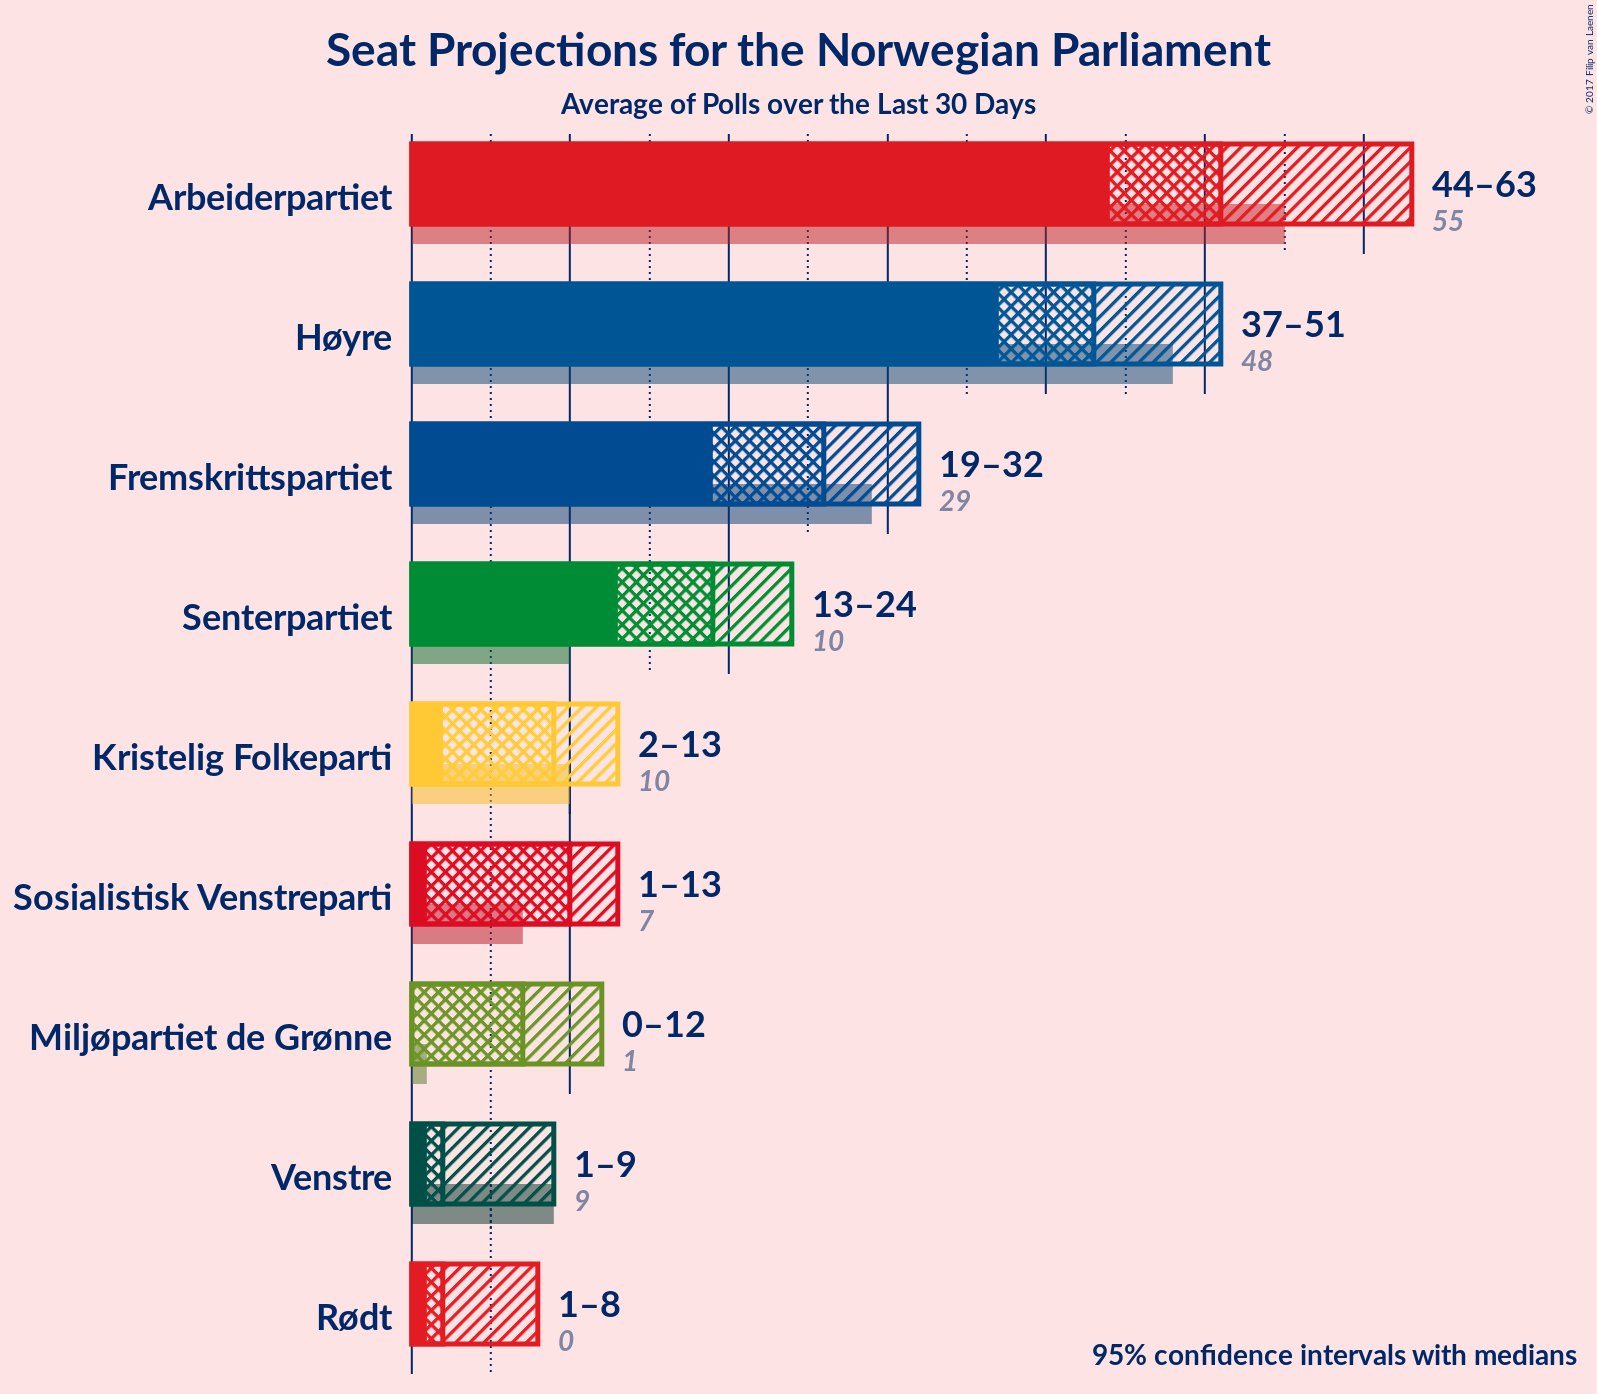 Seat Projections for the Norwegian Parliament
Average of Polls over the Last 30 Days
© 2017 Filip van Laenen
Arbeiderpartiet
44–63
55
Høyre
37–51
48
Fremskrittspartiet
19–32
29
Senterpartiet
13–24
10
Kristelig Folkeparti
2–13
10
Sosialistisk Venstreparti
1–13
7
Miljøpartiet de Grønne
0–12
1
Venstre
1–9
9
Rødt
1–8
0
95% confidence intervals with medians